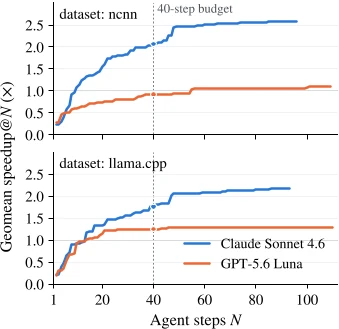 dataset: ncnn
40-step budget
2.5
2.0
1.5
1.0
0.5
0.0
dataset: llama.cpp
2.5
2.0
1.5
1.0
0.5
0.0
Claude Sonnet 4.6
GPT-5.6 Luna
1 20 40 60 80 100
Agent steps N
Geomean speedup@N (×)